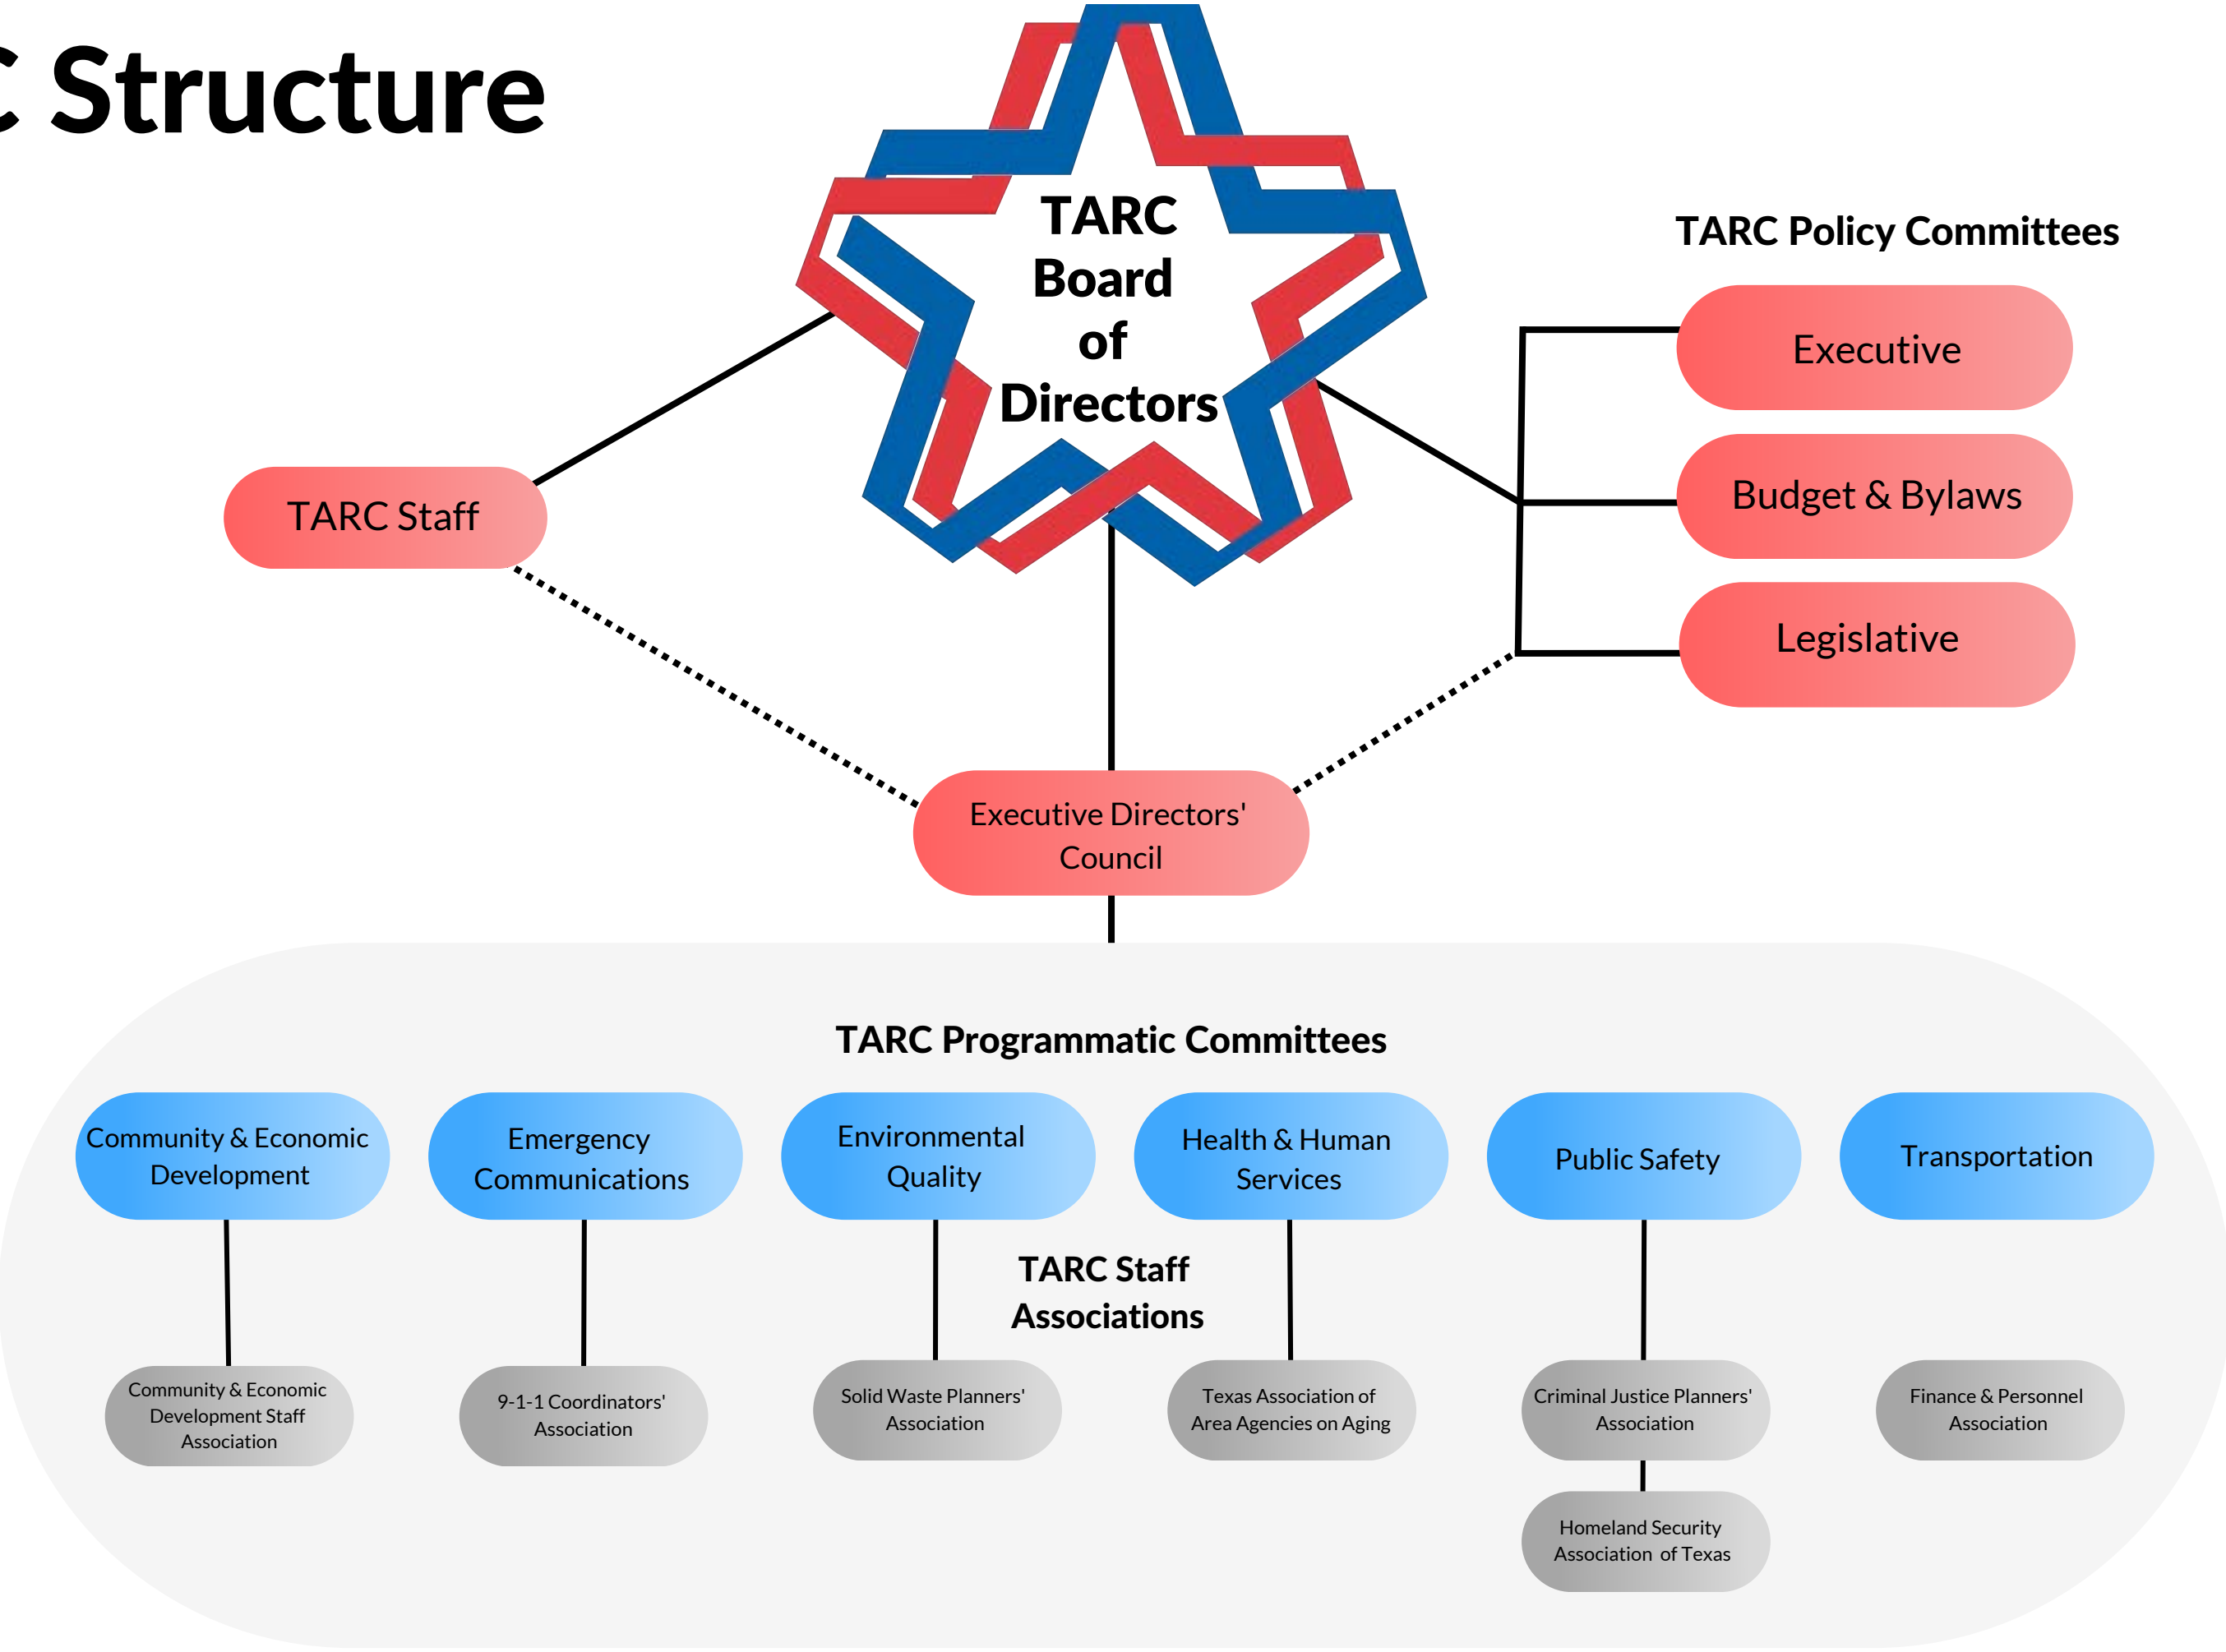 C Structure
TARC
Board
of
Directors
TARC Policy Committees
Executive
Budget & Bylaws
Legislative
TARC Staff
Executive Directors'
Council
TARC Programmatic Committees
Community & Economic
Development
Emergency
Communications
Environmental
Quality
Health & Human
Services
Public Safety
Transportation
TARC Staff
Associations
Community & Economic
Development Staff
Association
9-1-1 Coordinators'
Association
Solid Waste Planners'
Association
Texas Association of
Area Agencies on Aging
Criminal Justice Planners'
Association
Finance & Personnel
Association
Homeland Security
Association of Texas